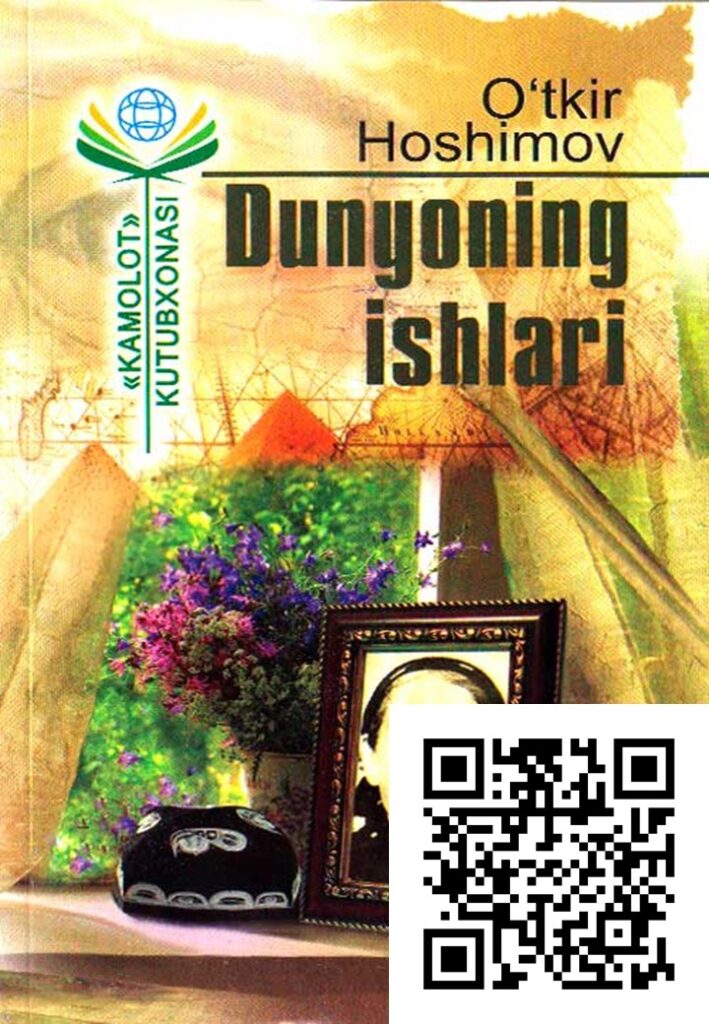 O‘tkir
Hoshimov
Dunyoning
ishlari
«KAMOLOT»
KUTUBXONASI